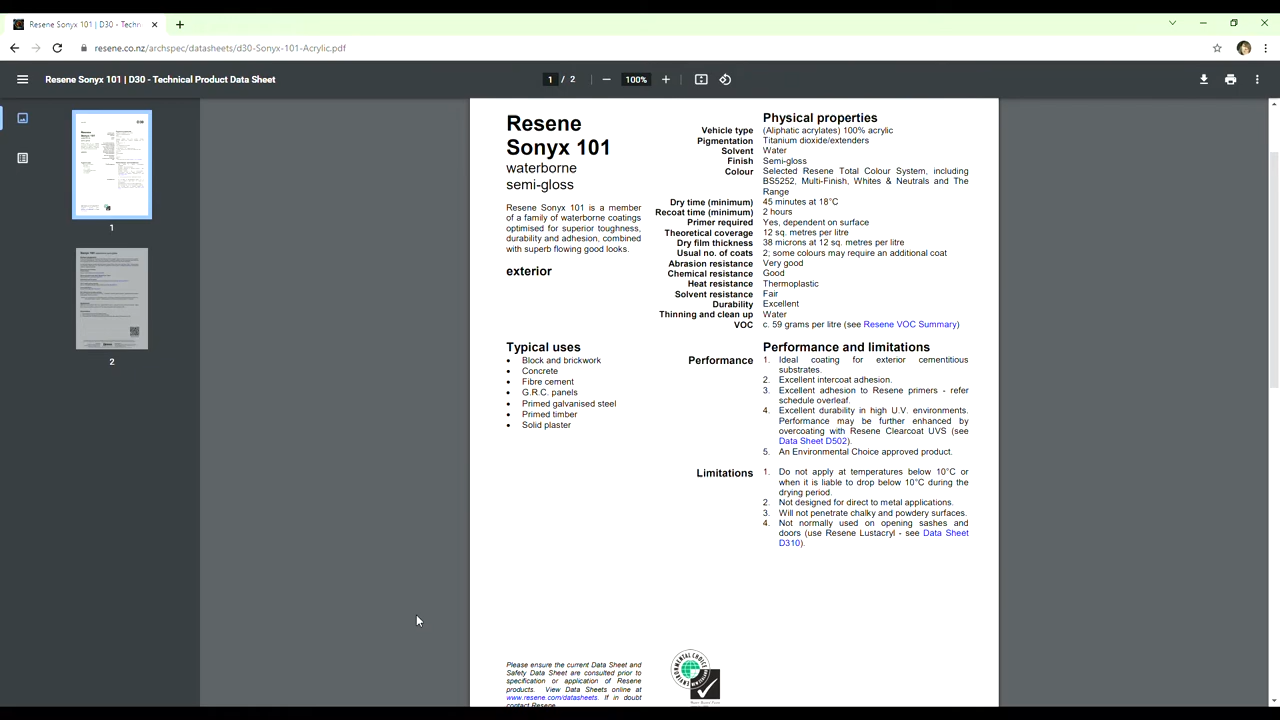 Resene Sonyx 101 | D30 - Techn
resene.co.nz/archspec/datasheets/d30-Sonyx-101-Acrylic.pdf
Resene Sonyx 101 | D30 - Technical Product Data Sheet
1 / 2
100%
1
2
Resene
Sonyx 101
waterborne
semi-gloss
Resene Sonyx 101 is a member
of a family of waterborne coatings
optimised for superior toughness,
durability and adhesion, combined
with superb flowing good looks.
exterior
Typical uses
• Block and brickwork
• Concrete
• Fibre cement
• G.R.C. panels
• Primed galvanised steel
• Primed timber
• Solid plaster
Physical properties
Vehicle type (Aliphatic acrylates) 100% acrylic
Pigmentation Titanium dioxide/extenders
Solvent Water
Finish Semi-gloss
Colour Selected Resene Total Colour System, including
BS5252, Multi-Finish, Whites & Neutrals and The
Range
Dry time (minimum) 45 minutes at 18°C
Recoat time (minimum) 2 hours
Primer required Yes, dependent on surface
Theoretical coverage 12 sq. metres per litre
Dry film thickness 38 microns at 12 sq. metres per litre
Usual no. of coats 2; some colours may require an additional coat
Abrasion resistance Very good
Chemical resistance Good
Heat resistance Thermoplastic
Solvent resistance Fair
Durability Excellent
Thinning and clean up Water
VOC c. 59 grams per litre (see Resene VOC Summary)
Performance and limitations
Performance 1. Ideal coating for exterior cementitious
substrates.
2. Excellent intercoat adhesion.
3. Excellent adhesion to Resene primers - refer
schedule overleaf.
4. Excellent durability in high U.V. environments.
Performance may be further enhanced by
overcoating with Resene Clearcoat UVS (see
Data Sheet D502).
5. An Environmental Choice approved product.
Limitations 1. Do not apply at temperatures below 10°C or
when it is liable to drop below 10°C during the
drying period.
2. Not designed for direct to metal applications.
3. Will not penetrate chalky and powdery surfaces.
4. Not normally used on opening sashes and
doors (use Resene Lustacryl - see Data Sheet
D310).
Please ensure the current Data Sheet and
Safety Data Sheet are consulted prior to
specification or application of Resene
products. View Data Sheets online at
www.resene.com/datasheets. If in doubt
contact Resene.
ENVIRONMENTAL CHOICE